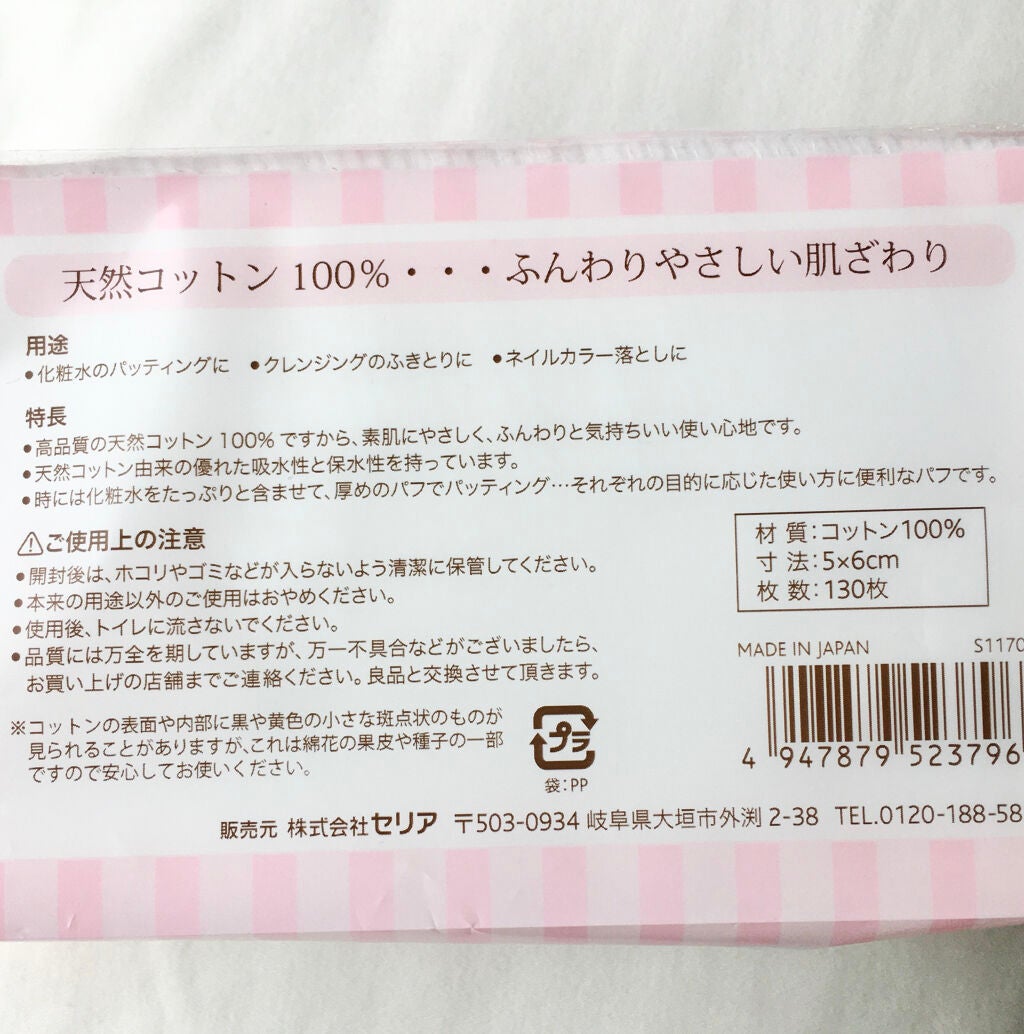 天然コットン100%・・・ふんわりやさしい肌ざわり
用途
●化粧水のパッティングに ●クレンジングのふきとりに ●ネイルカラー落としに
特長
●高品質の天然コットン100%ですから、素肌にやさしく、ふんわりと気持ちいい使い心地です。
●天然コットン由来の優れた吸水性と保水性を持っています。
●時には化粧水をたっぷりと含ませて、厚めのパフでパッティング…それぞれの目的に応じた使い方に便利なパフです。
⚠ご使用上の注意
●開封後は、ホコリやゴミなどが入らないよう清潔に保管してください。
●本来の用途以外のご使用はおやめください。
●使用後、トイレに流さないでください。
●品質には万全を期していますが、万一不具合などがございましたら、
お買い上げの店舗までご連絡ください。良品と交換させて頂きます。
材 質：コットン100%
寸 法：5×6cm
枚 数：130枚
MADE IN JAPAN S1170
4 947879 523796
※コットンの表面や内部に黒や黄色の小さな斑点状のものが
見られることがありますが、これは綿花の果皮や種子の一部
ですので安心してお使いください。
プラ
袋：PP
販売元 株式会社セリア 〒503-0934 岐阜県大垣市外渕 2-38 TEL.0120-188-58